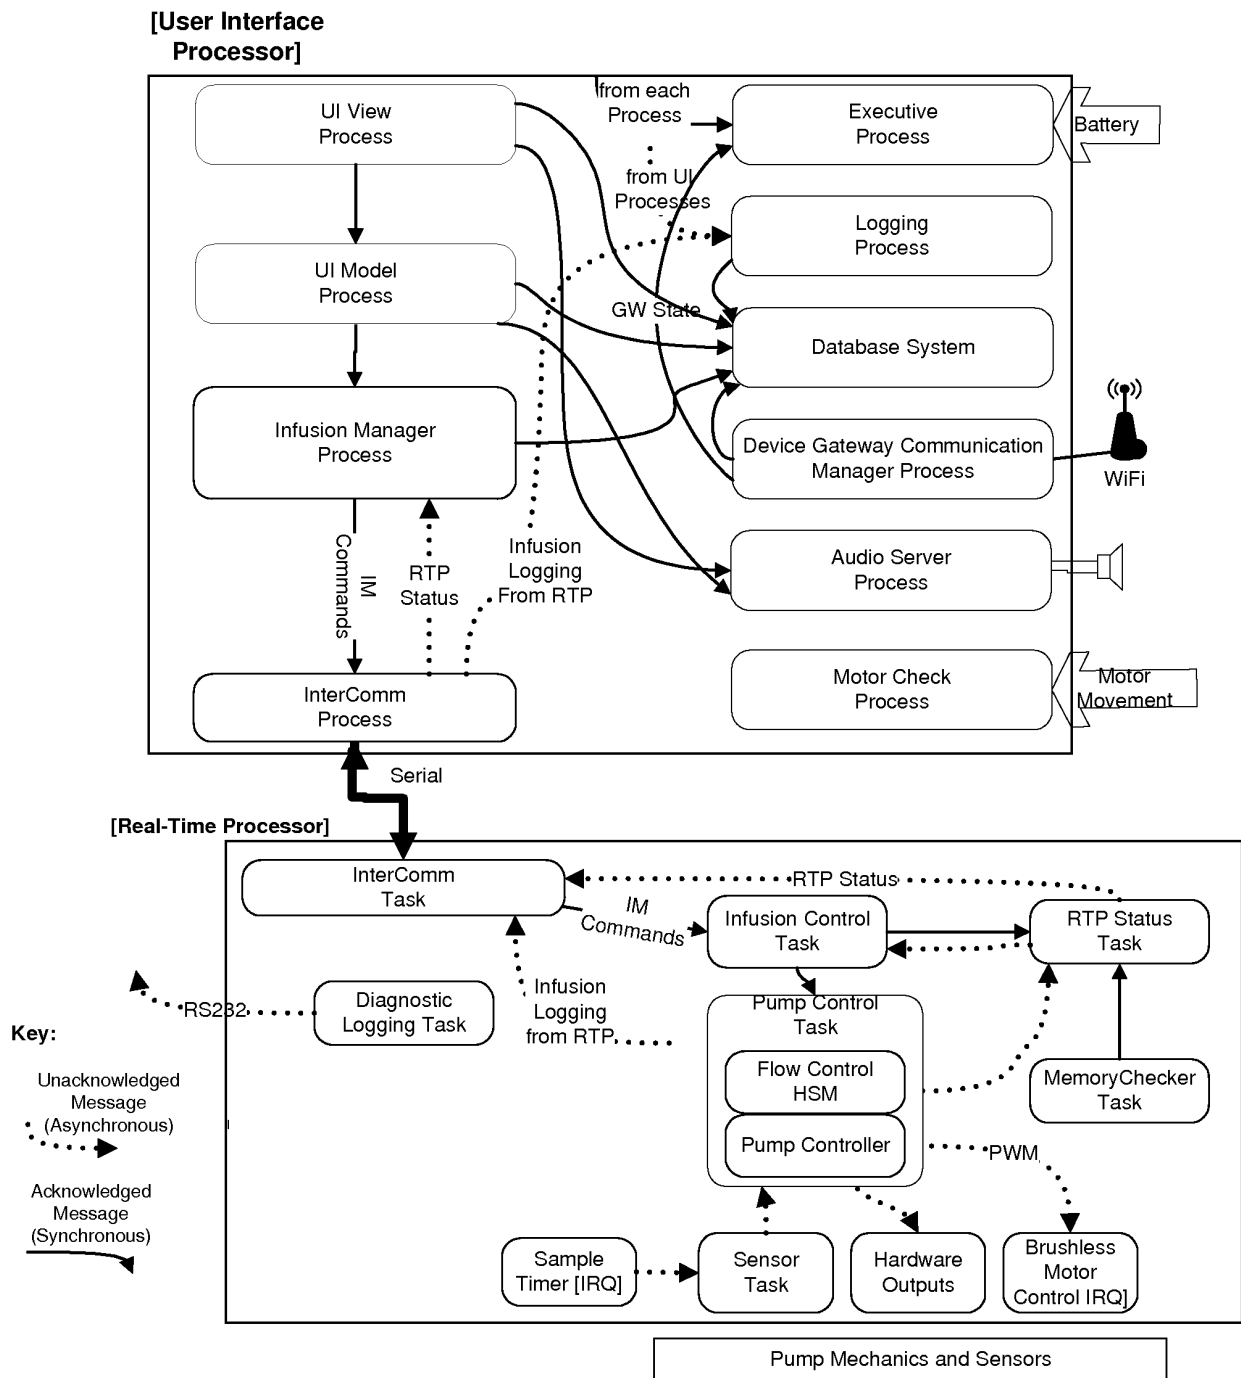 [User Interface
Processor]
UI View
Process
from each
Process
Executive
Process
Battery
from UI
Processes
Logging
Process
UI Model
Process
GW State
Database System
Infusion Manager
Process
Device Gateway Communication
Manager Process
WiFi
IM
Commands
RTP
Status
Infusion
Logging
From RTP
Audio Server
Process
InterComm
Process
Motor Check
Process
Motor
Movement
Serial
[Real-Time Processor]
InterComm
Task
RTP Status
IM
Commands
Infusion Control
Task
RTP Status
Task
RS232
Diagnostic
Logging Task
Infusion
Logging
from RTP
Pump Control
Task
Flow Control
HSM
Pump Controller
MemoryChecker
Task
PWM
Key:
Unacknowledged
Message
(Asynchronous)
Acknowledged
Message
(Synchronous)
Sample
Timer [IRQ]
Sensor
Task
Hardware
Outputs
Brushless
Motor
Control IRQ]
Pump Mechanics and Sensors